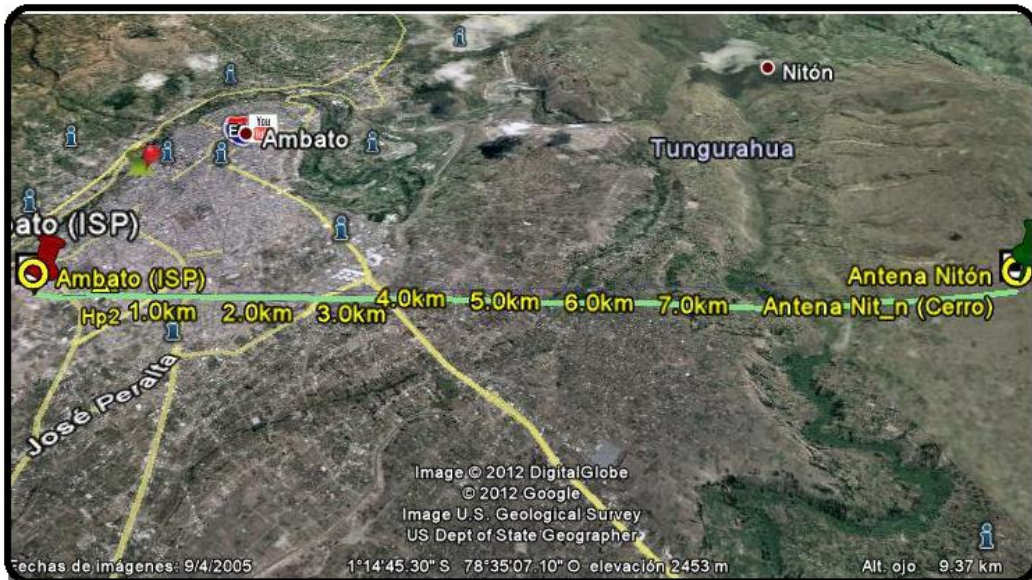 Nitón
You
Ambato
Tungurahua
bato (ISP)
Ambato (ISP)
Antena Nitón
Hp2 1.0km 2.0km 3.0km 4.0km 5.0km 6.0km 7.0km Antena Nit_n (Cerro)
José Peralta
Image © 2012 DigitalGlobe
© 2012 Google
Image U.S. Geological Survey
US Dept of State Geographer
Fechas de imágenes: 9/4/2005 1°14'45.30" S 78°35'07.10" O elevación 2453 m Alt. ojo 9.37 km